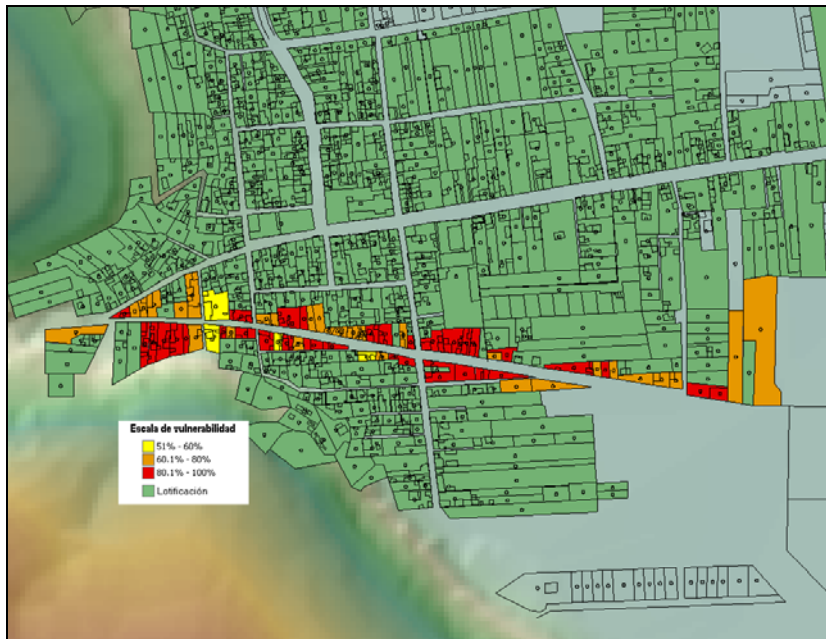 Escala de vulnerabilidad
51% - 60%
60.1% - 80%
80.1% - 100%
Lotificación